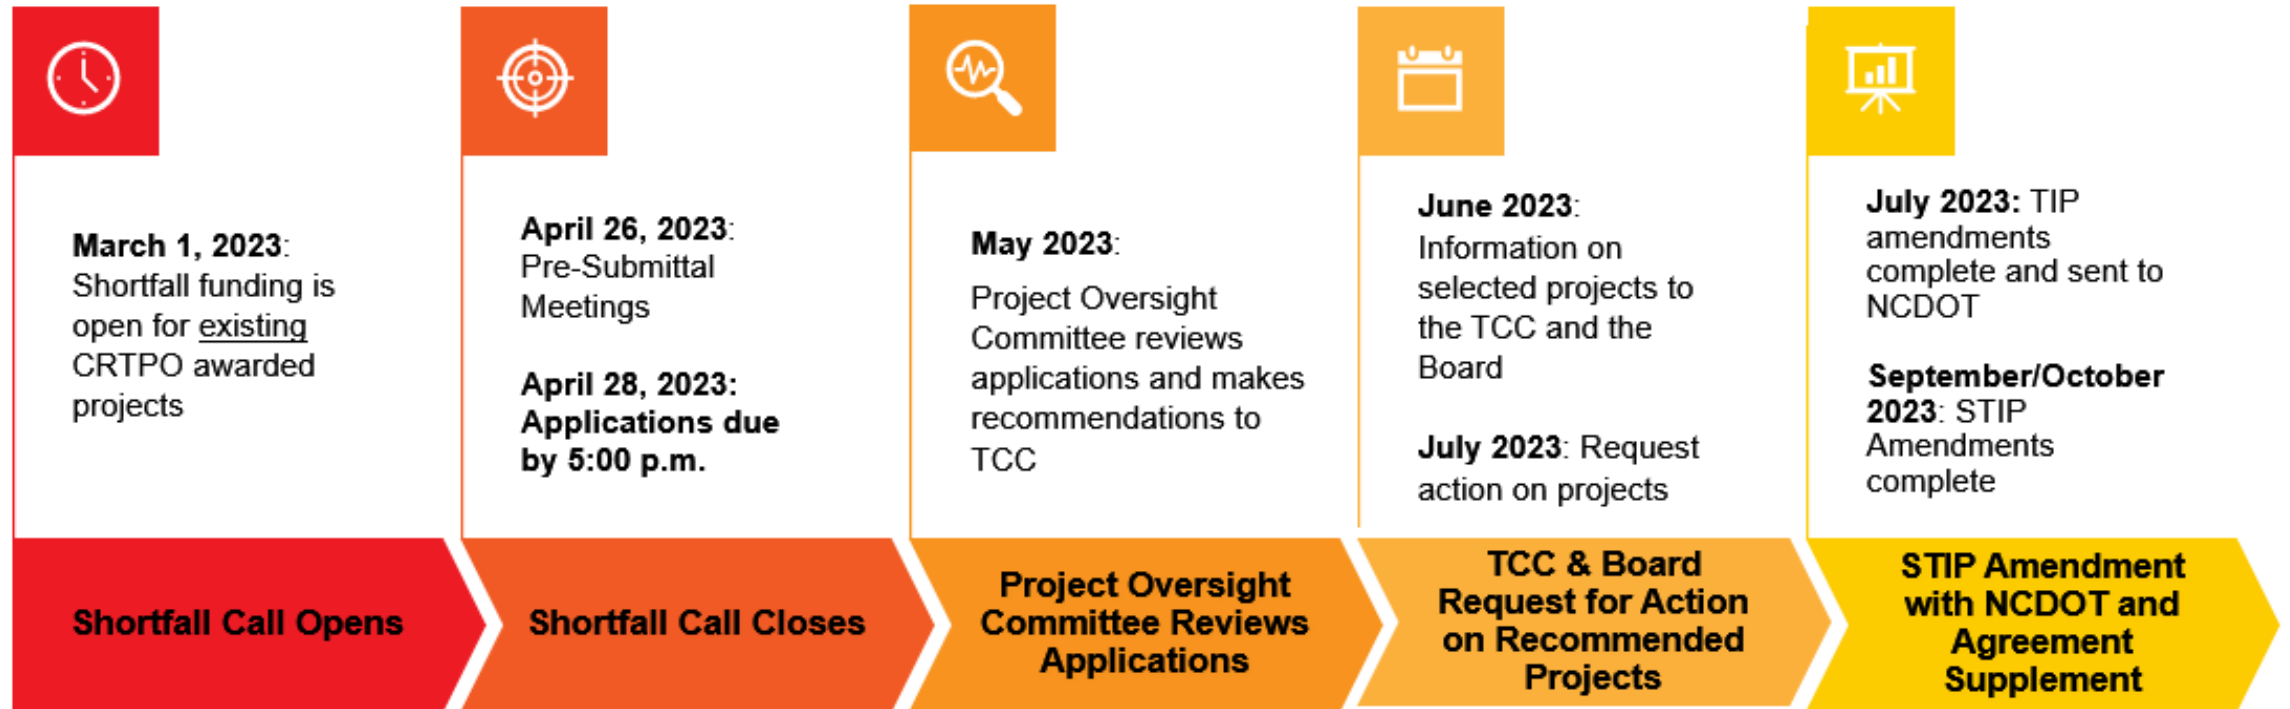 March 1, 2023:
Shortfall funding is
open for existing
CRTPO awarded
projects
Shortfall Call Opens
April 26, 2023:
Pre-Submittal
Meetings
April 28, 2023:
Applications due
by 5:00 p.m.
Shortfall Call Closes
May 2023:
Project Oversight
Committee reviews
applications and makes
recommendations to
TCC
Project Oversight
Committee Reviews
Applications
June 2023:
Information on
selected projects to
the TCC and the
Board
July 2023: Request
action on projects
TCC & Board
Request for Action
on Recommended
Projects
July 2023: TIP
amendments
complete and sent to
NCDOT
September/October
2023: STIP
Amendments
complete
STIP Amendment
with NCDOT and
Agreement
Supplement